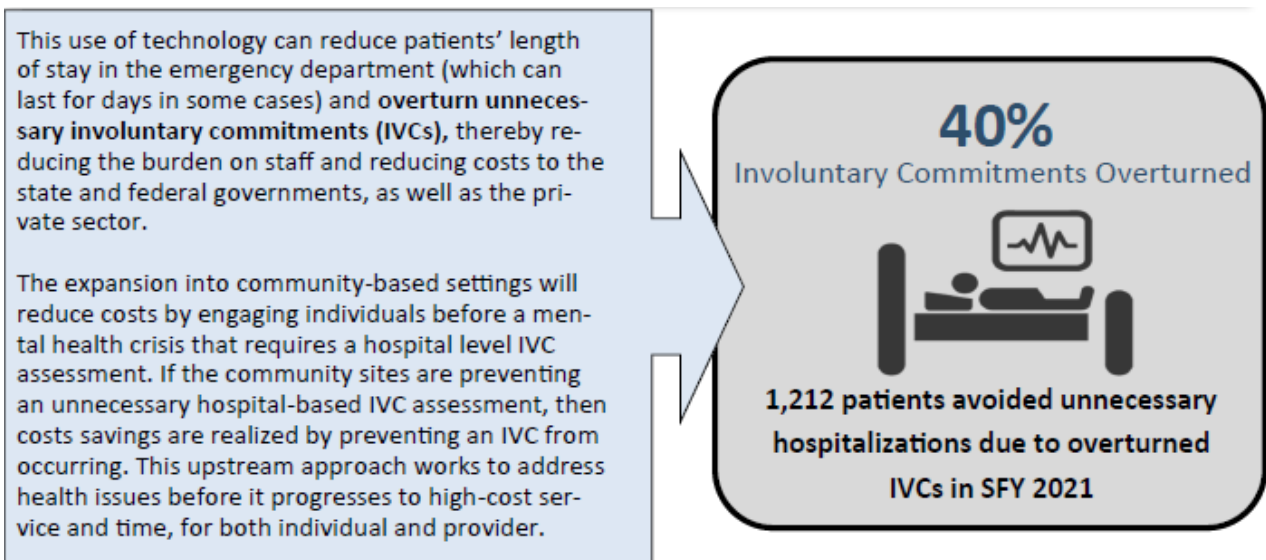 This use of technology can reduce patients’ length
of stay in the emergency department (which can
last for days in some cases) and overturn unneces-
sary involuntary commitments (IVCs), thereby re-
ducing the burden on staff and reducing costs to the
state and federal governments, as well as the pri-
vate sector.
The expansion into community-based settings will
reduce costs by engaging individuals before a men-
tal health crisis that requires a hospital level IVC
assessment. If the community sites are preventing
an unnecessary hospital-based IVC assessment, then
costs savings are realized by preventing an IVC from
occurring. This upstream approach works to address
health issues before it progresses to high-cost ser-
vice and time, for both individual and provider.
40%
Involuntary Commitments Overturned
1,212 patients avoided unnecessary
hospitalizations due to overturned
IVCs in SFY 2021